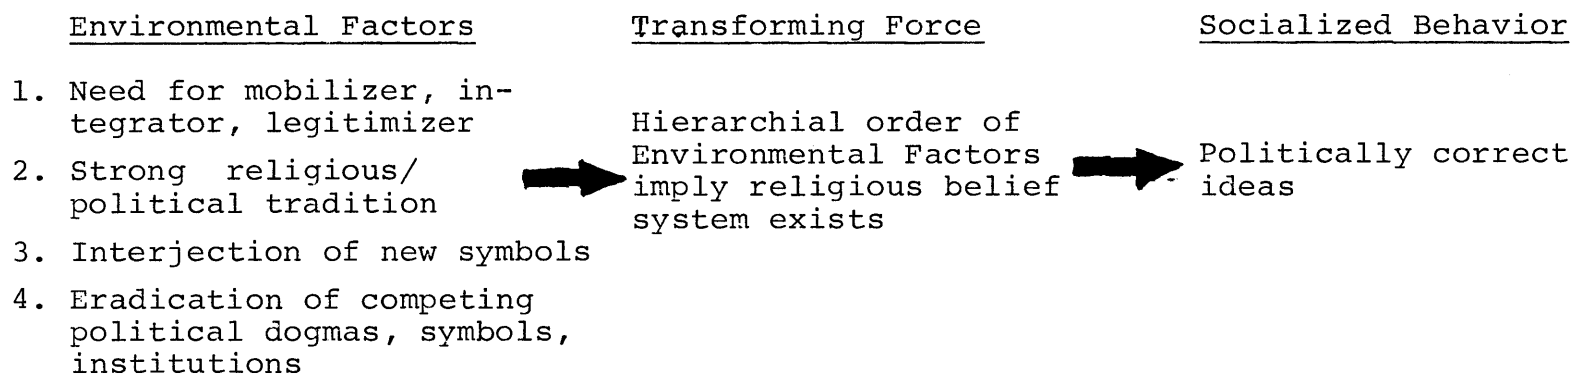 Environmental Factors
Transforming Force
Socialized Behavior
1. Need for mobilizer, in-
tegrator, legitimizer
2. Strong religious/
political tradition
3. Interjection of new symbols
4. Eradication of competing
political dogmas, symbols,
institutions
Hierarchial order of
Environmental Factors
imply religious belief
system exists
Politically correct
ideas